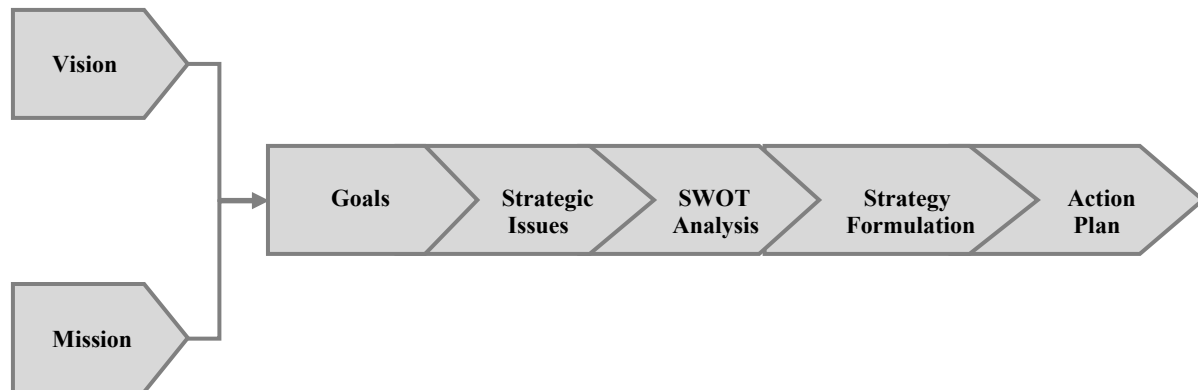 Vision
Goals
Strategic
Issues
SWOT
Analysis
Strategy
Formulation
Action
Plan
Mission